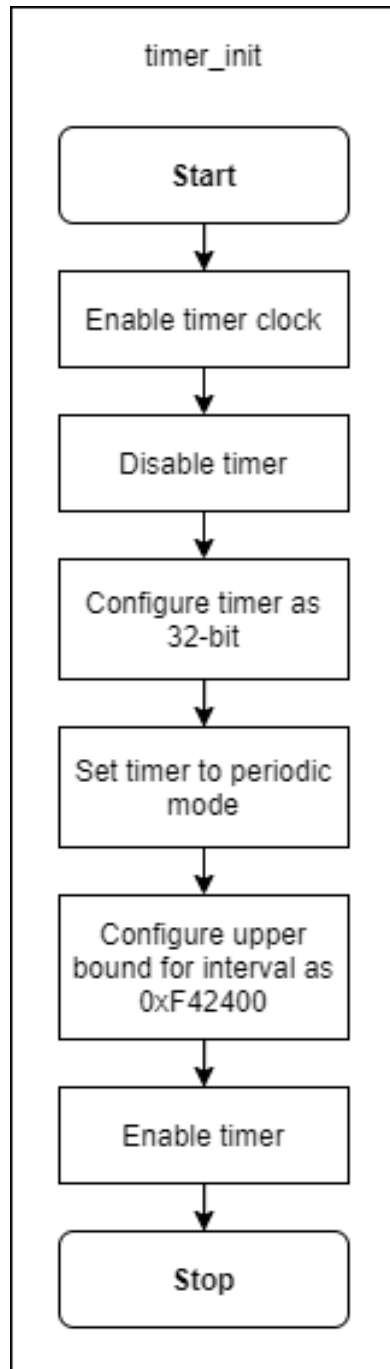 timer_init
Start
Enable timer clock
Disable timer
Configure timer as
32-bit
Set timer to periodic
mode
Configure upper
bound for interval as
0xF42400
Enable timer
Stop